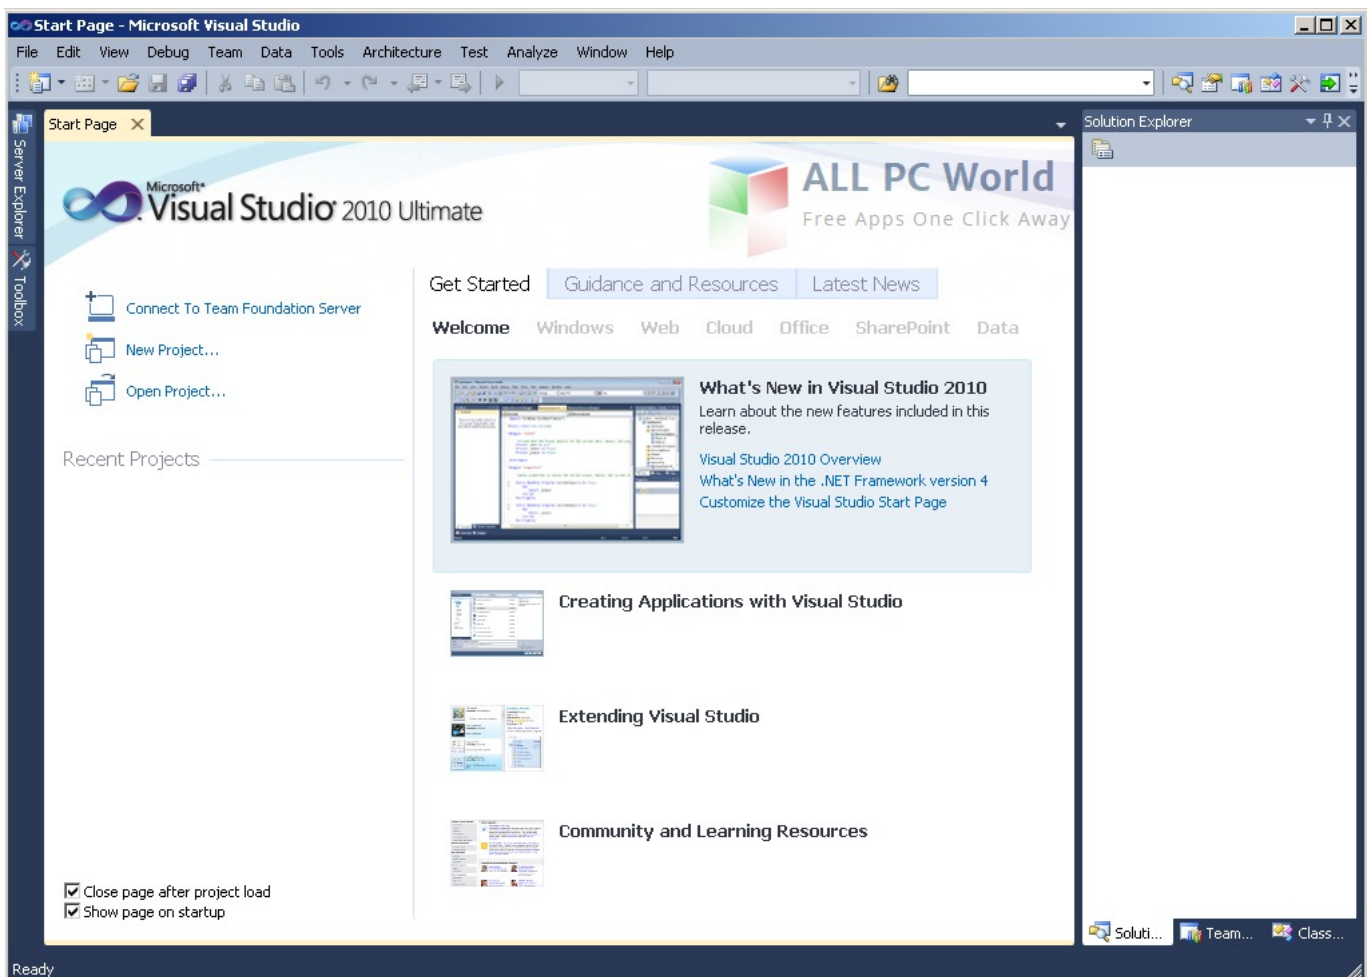 Start Page - Microsoft Visual Studio
File Edit View Debug Team Data Tools Architecture Test Analyze Window Help
Server Explorer
Toolbox
Start Page
Microsoft
Visual Studio 2010 Ultimate
ALL PC World
Free Apps One Click Away
Connect To Team Foundation Server
New Project...
Open Project...
Recent Projects
Close page after project load
Show page on startup
Get Started Guidance and Resources Latest News
Welcome Windows Web Cloud Office SharePoint Data
What's New in Visual Studio 2010
Learn about the new features included in this
release.
Visual Studio 2010 Overview
What's New in the .NET Framework version 4
Customize the Visual Studio Start Page
Creating Applications with Visual Studio
Extending Visual Studio
Community and Learning Resources
Solution Explorer
Soluti... Team... Class...
Ready